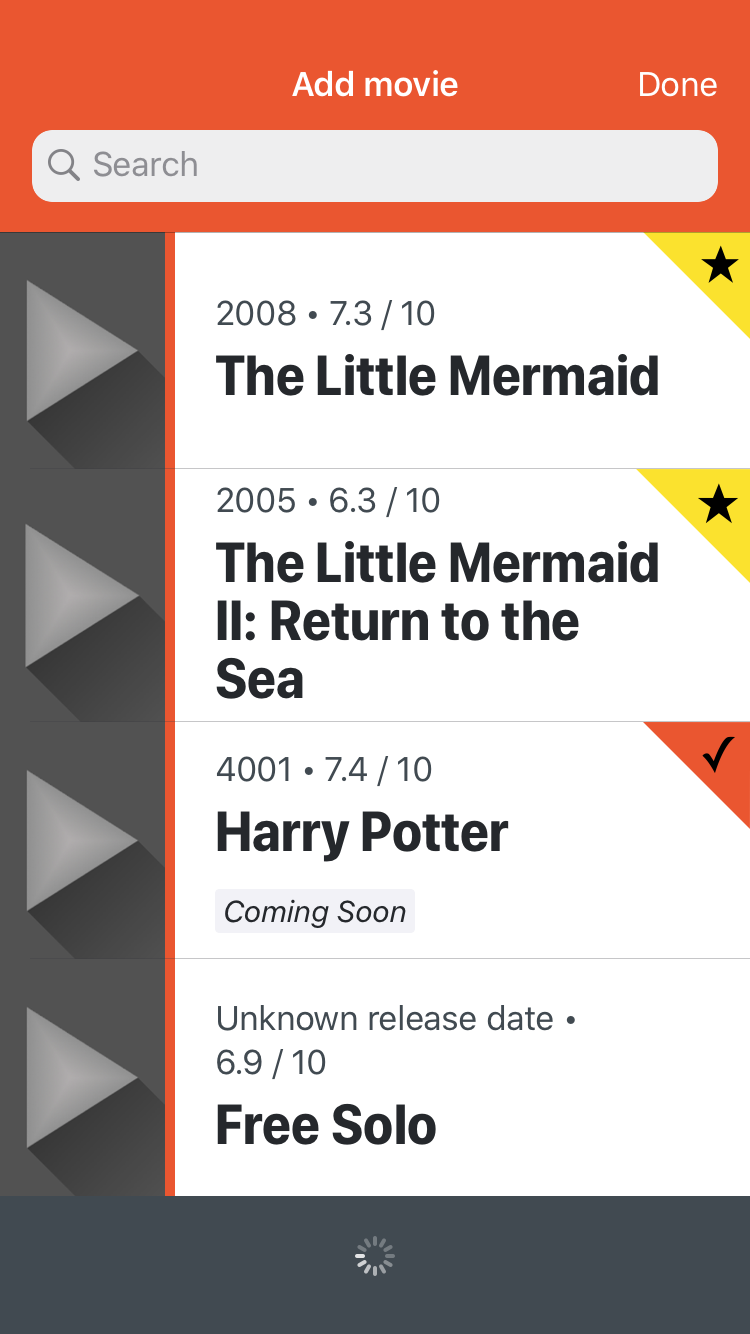 Add movie
Done
Search
2008 • 7.3 / 10
The Little Mermaid
2005 • 6.3 / 10
The Little Mermaid
II: Return to the
Sea
4001 • 7.4 / 10
Harry Potter
Coming Soon
Unknown release date •
6.9 / 10
Free Solo